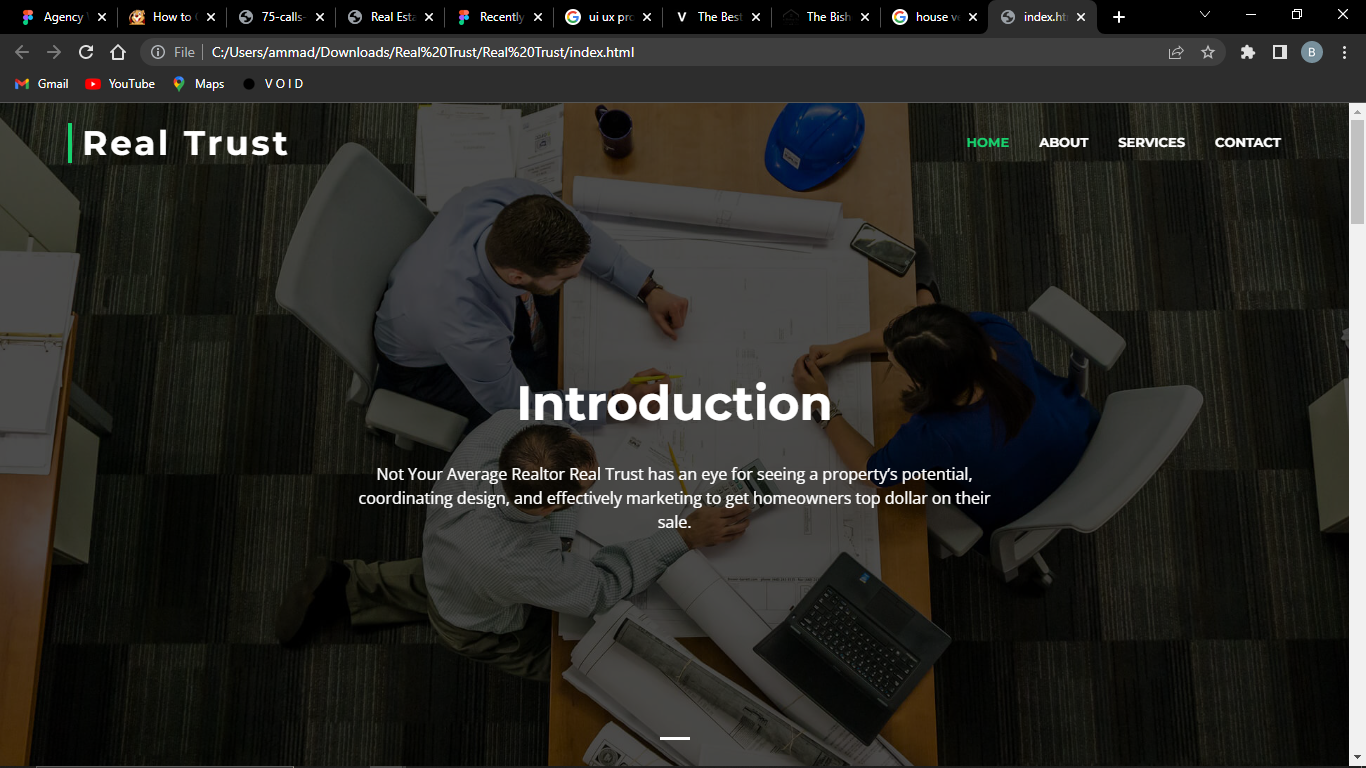 Agency
How to
75-calls-
Real Esta
Recently
ui ux pro
The Best
The Bish
house ve
index.htm
File
C:/Users/ammad/Downloads/Real%20Trust/Real%20Trust/index.html
B
Gmail
YouTube
Maps
V O I D
Real Trust
HOME
ABOUT
SERVICES
CONTACT
Introduction
Not Your Average Realtor Real Trust has an eye for seeing a property’s potential,
coordinating design, and effectively marketing to get homeowners top dollar on their
sale.